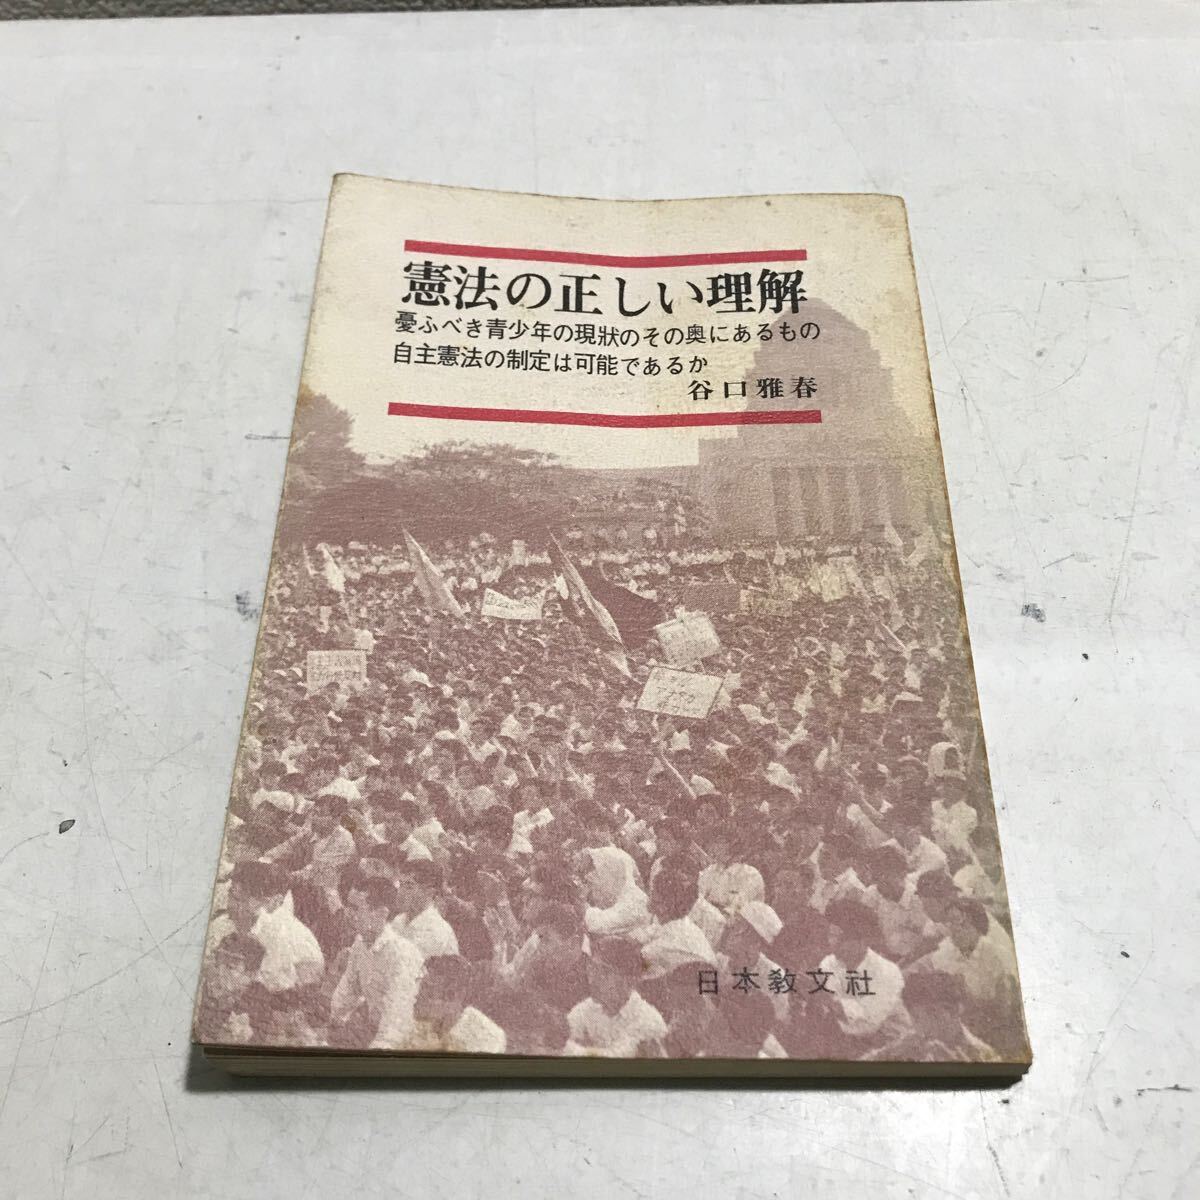 憲法の正しい理解
憂ふべき青少年の現狀のその奥にあるもの
自主憲法の制定は可能であるか
谷口雅春
日本教文社